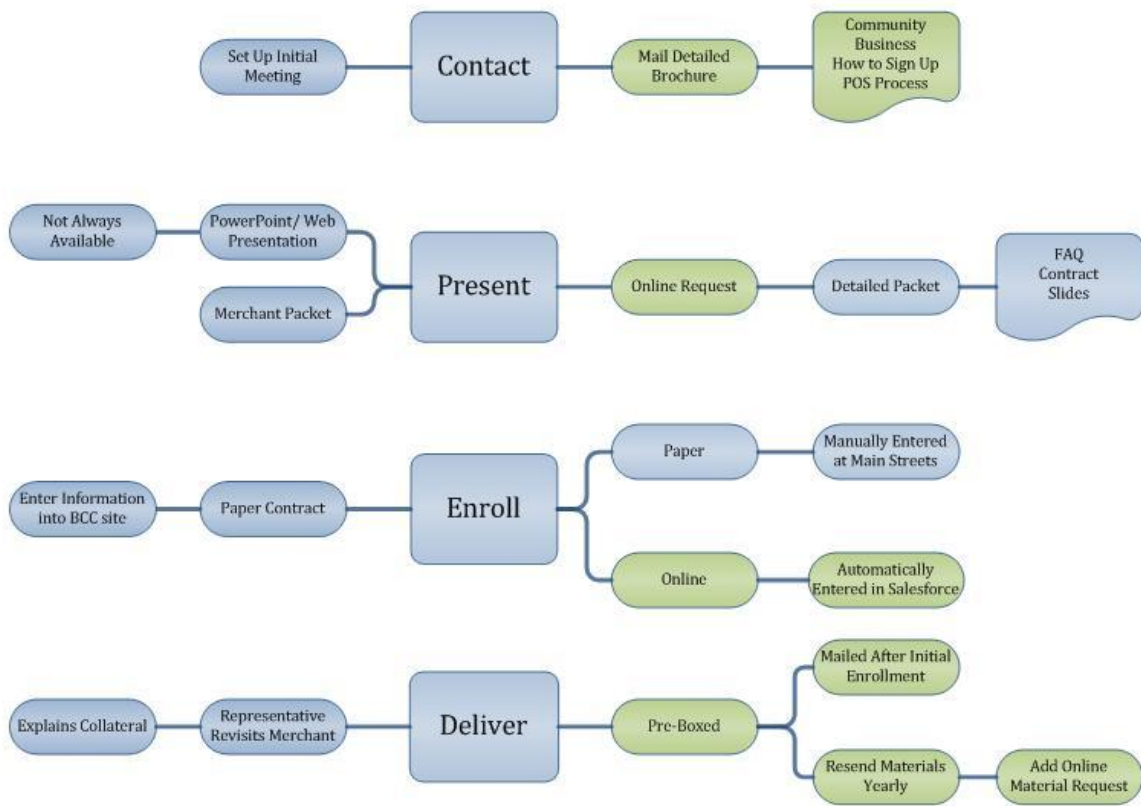 Set Up Initial
Meeting
Contact
Mail Detailed
Brochure
Community
Business
How to Sign Up
POS Process
Not Always
Available
PowerPoint/ Web
Presentation
Merchant Packet
Present
Online Request
Detailed Packet
FAQ
Contract
Slides
Enter Information
into BCC site
Paper Contract
Enroll
Paper
Manually Entered
at Main Streets
Online
Automatically
Entered in Salesforce
Explains Collateral
Representative
Revisits Merchant
Deliver
Pre-Boxed
Mailed After Initial
Enrollment
Resend Materials
Yearly
Add Online
Material Request